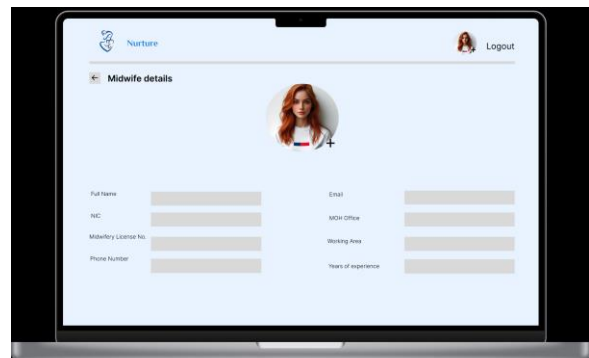 Nurture
Logout
← Midwife details
+
Full Name
Email
NIC
MOH Office
Midwifery License No.
Working Area
Phone Number
Years of experience